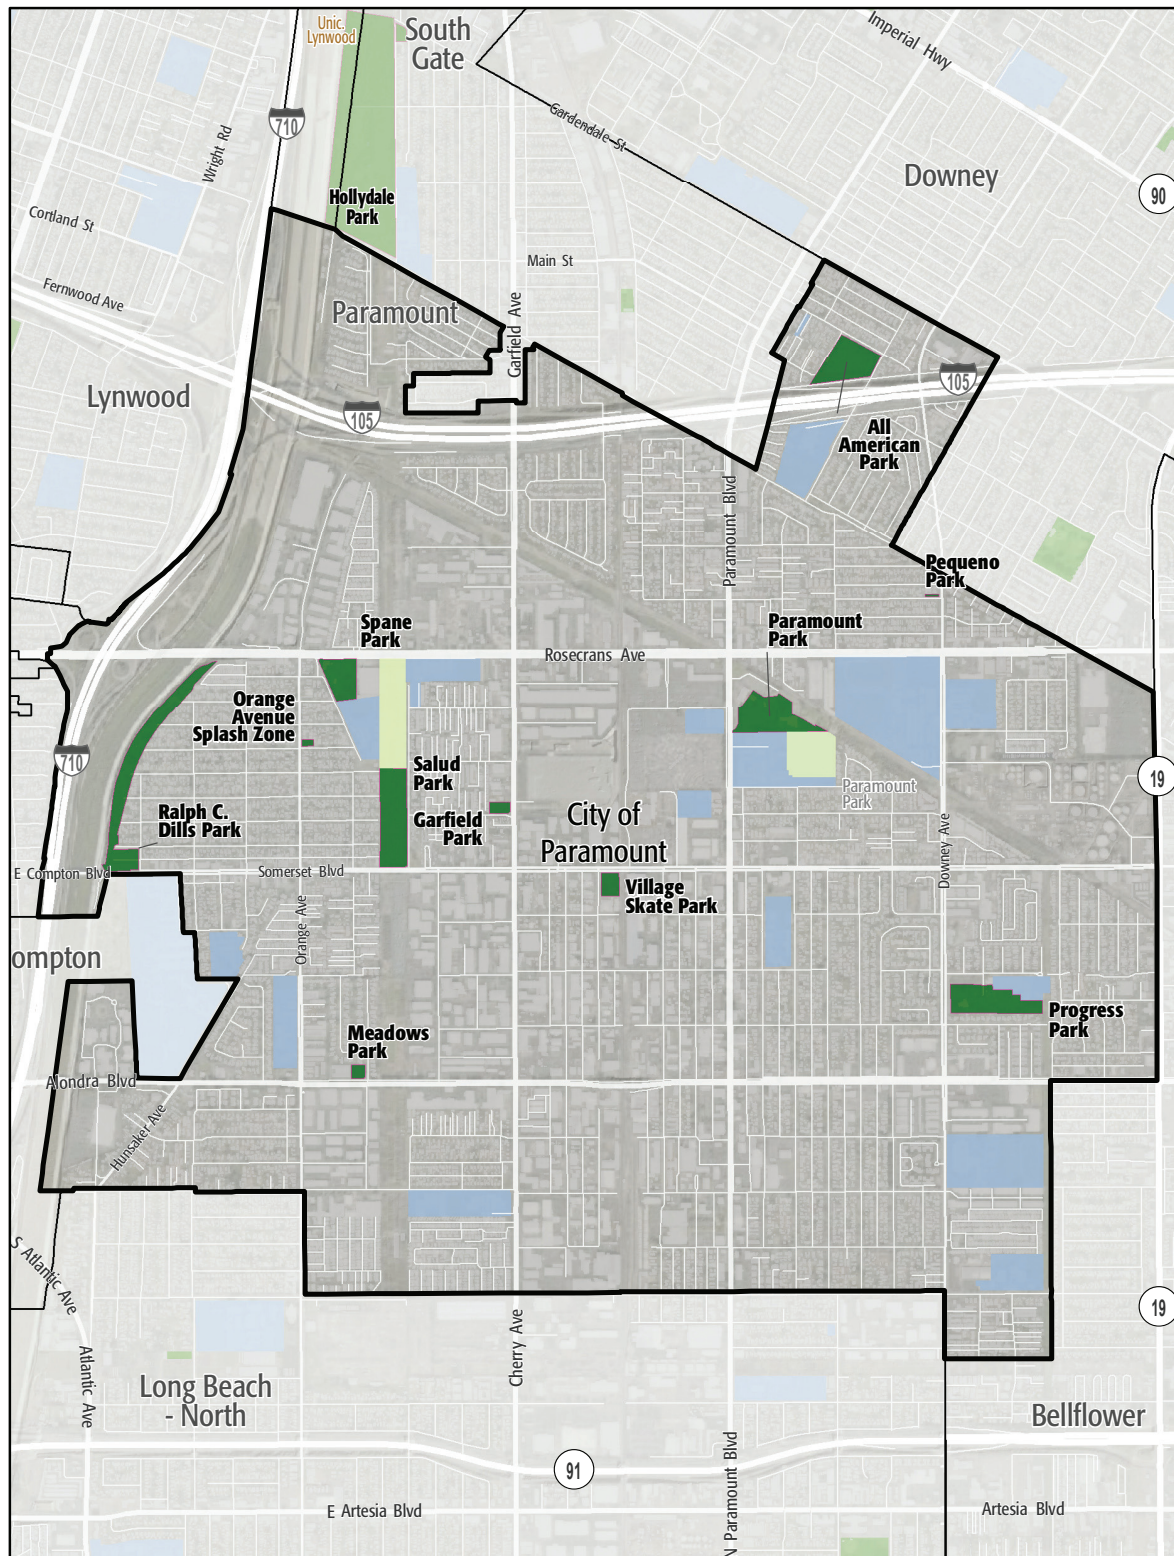 Unic.
Lynwood
South
Gate
Imperial Hwy
710
Wright Rd
Gardendale St
Downey
90
Hollydale
Park
Cortland St
Main St
Fernwood Ave
Paramount
Garfield Ave
Lynwood
105
105
All
American
Park
Paramount Blvd
Pequeno
Park
Spane
Park
Paramount
Park
Rosecrans Ave
Orange
Avenue
Splash Zone
710
Salud
Park
19
Paramount
Park
Ralph C.
Dills Park
Garfield
Park
City of
Paramount
Downey Ave
E Compton Blvd
Somerset Blvd
Village
Skate Park
Orange Ave
ompton
Progress
Park
Meadows
Park
Alondra Blvd
Hunsaker Ave
S Atlantic Ave
19
Cherry Ave
Atlantic Ave
Long Beach
- North
Bellflower
N Paramount Blvd
91
E Artesia Blvd
Artesia Blvd